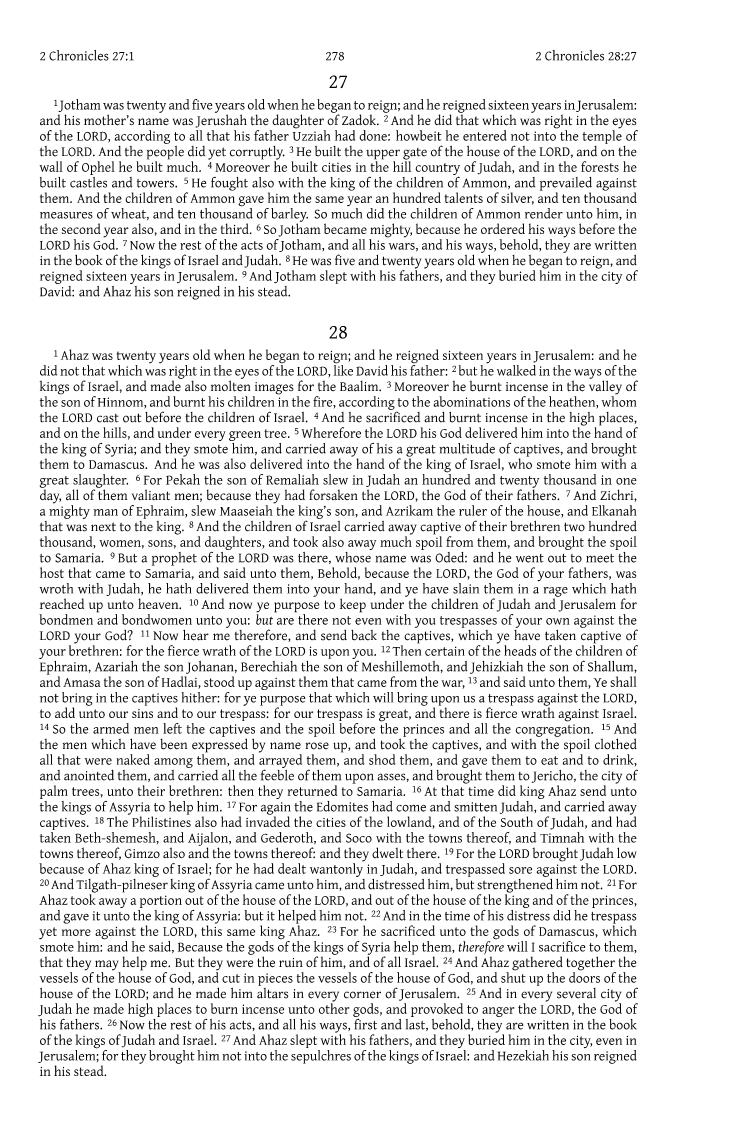 2 Chronicles 27:1 278 2 Chronicles 28:27
27
1 Jotham was twenty and five years old when he began to reign; and he reigned sixteen years in Jerusalem:
and his mother’s name was Jerushah the daughter of Zadok. 2 And he did that which was right in the eyes
of the LORD, according to all that his father Uzziah had done: howbeit he entered not into the temple of
the LORD. And the people did yet corruptly. 3 He built the upper gate of the house of the LORD, and on the
wall of Ophel he built much. 4 Moreover he built cities in the hill country of Judah, and in the forests he
built castles and towers. 5 He fought also with the king of the children of Ammon, and prevailed against
them. And the children of Ammon gave him the same year an hundred talents of silver, and ten thousand
measures of wheat, and ten thousand of barley. So much did the children of Ammon render unto him, in
the second year also, and in the third. 6 So Jotham became mighty, because he ordered his ways before the
LORD his God. 7 Now the rest of the acts of Jotham, and all his wars, and his ways, behold, they are written
in the book of the kings of Israel and Judah. 8 He was five and twenty years old when he began to reign, and
reigned sixteen years in Jerusalem. 9 And Jotham slept with his fathers, and they buried him in the city of
David: and Ahaz his son reigned in his stead.
28
1 Ahaz was twenty years old when he began to reign; and he reigned sixteen years in Jerusalem: and he
did not that which was right in the eyes of the LORD, like David his father: 2 but he walked in the ways of the
kings of Israel, and made also molten images for the Baalim. 3 Moreover he burnt incense in the valley of
the son of Hinnom, and burnt his children in the fire, according to the abominations of the heathen, whom
the LORD cast out before the children of Israel. 4 And he sacrificed and burnt incense in the high places,
and on the hills, and under every green tree. 5 Wherefore the LORD his God delivered him into the hand of
the king of Syria; and they smote him, and carried away of his a great multitude of captives, and brought
them to Damascus. And he was also delivered into the hand of the king of Israel, who smote him with a
great slaughter. 6 For Pekah the son of Remaliah slew in Judah an hundred and twenty thousand in one
day, all of them valiant men; because they had forsaken the LORD, the God of their fathers. 7 And Zichri,
a mighty man of Ephraim, slew Maaseiah the king’s son, and Azrikam the ruler of the house, and Elkanah
that was next to the king. 8 And the children of Israel carried away captive of their brethren two hundred
thousand, women, sons, and daughters, and took also away much spoil from them, and brought the spoil
to Samaria. 9 But a prophet of the LORD was there, whose name was Oded: and he went out to meet the
host that came to Samaria, and said unto them, Behold, because the LORD, the God of your fathers, was
wroth with Judah, he hath delivered them into your hand, and ye have slain them in a rage which hath
reached up unto heaven. 10 And now ye purpose to keep under the children of Judah and Jerusalem for
bondmen and bondwomen unto you: but are there not even with you trespasses of your own against the
LORD your God? 11 Now hear me therefore, and send back the captives, which ye have taken captive of
your brethren: for the fierce wrath of the LORD is upon you. 12 Then certain of the heads of the children of
Ephraim, Azariah the son Johanan, Berechiah the son of Meshillemoth, and Jehizkiah the son of Shallum,
and Amasa the son of Hadlai, stood up against them that came from the war, 13 and said unto them, Ye shall
not bring in the captives hither: for ye purpose that which will bring upon us a trespass against the LORD,
to add unto our sins and to our trespass: for our trespass is great, and there is fierce wrath against Israel.
14 So the armed men left the captives and the spoil before the princes and all the congregation. 15 And
the men which have been expressed by name rose up, and took the captives, and with the spoil clothed
all that were naked among them, and arrayed them, and shod them, and gave them to eat and to drink,
and anointed them, and carried all the feeble of them upon asses, and brought them to Jericho, the city of
palm trees, unto their brethren: then they returned to Samaria. 16 At that time did king Ahaz send unto
the kings of Assyria to help him. 17 For again the Edomites had come and smitten Judah, and carried away
captives. 18 The Philistines also had invaded the cities of the lowland, and of the South of Judah, and had
taken Beth-shemesh, and Aijalon, and Gederoth, and Soco with the towns thereof, and Timnah with the
towns thereof, Gimzo also and the towns thereof: and they dwelt there. 19 For the LORD brought Judah low
because of Ahaz king of Israel; for he had dealt wantonly in Judah, and trespassed sore against the LORD.
20 And Tilgath-pilneser king of Assyria came unto him, and distressed him, but strengthened him not. 21 For
Ahaz took away a portion out of the house of the LORD, and out of the house of the king and of the princes,
and gave it unto the king of Assyria: but it helped him not. 22 And in the time of his distress did he trespass
yet more against the LORD, this same king Ahaz. 23 For he sacrificed unto the gods of Damascus, which
smote him: and he said, Because the gods of the kings of Syria help them, therefore will I sacrifice to them,
that they may help me. But they were the ruin of him, and of all Israel. 24 And Ahaz gathered together the
vessels of the house of God, and cut in pieces the vessels of the house of God, and shut up the doors of the
house of the LORD; and he made him altars in every corner of Jerusalem. 25 And in every several city of
Judah he made high places to burn incense unto other gods, and provoked to anger the LORD, the God of
his fathers. 26 Now the rest of his acts, and all his ways, first and last, behold, they are written in the book
of the kings of Judah and Israel. 27 And Ahaz slept with his fathers, and they buried him in the city, even in
Jerusalem; for they brought him not into the sepulchres of the kings of Israel: and Hezekiah his son reigned
in his stead.